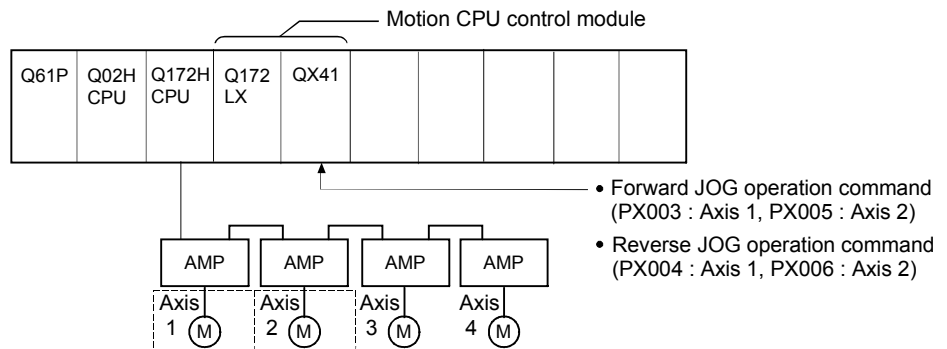 Motion CPU control module
Q61P
Q02H
CPU
Q172H
CPU
Q172
LX
QX41
• Forward JOG operation command
(PX003 : Axis 1, PX005 : Axis 2)
• Reverse JOG operation command
(PX004 : Axis 1, PX006 : Axis 2)
AMP
AMP
AMP
AMP
Axis
1 M
Axis
2 M
Axis
3 M
Axis
4 M